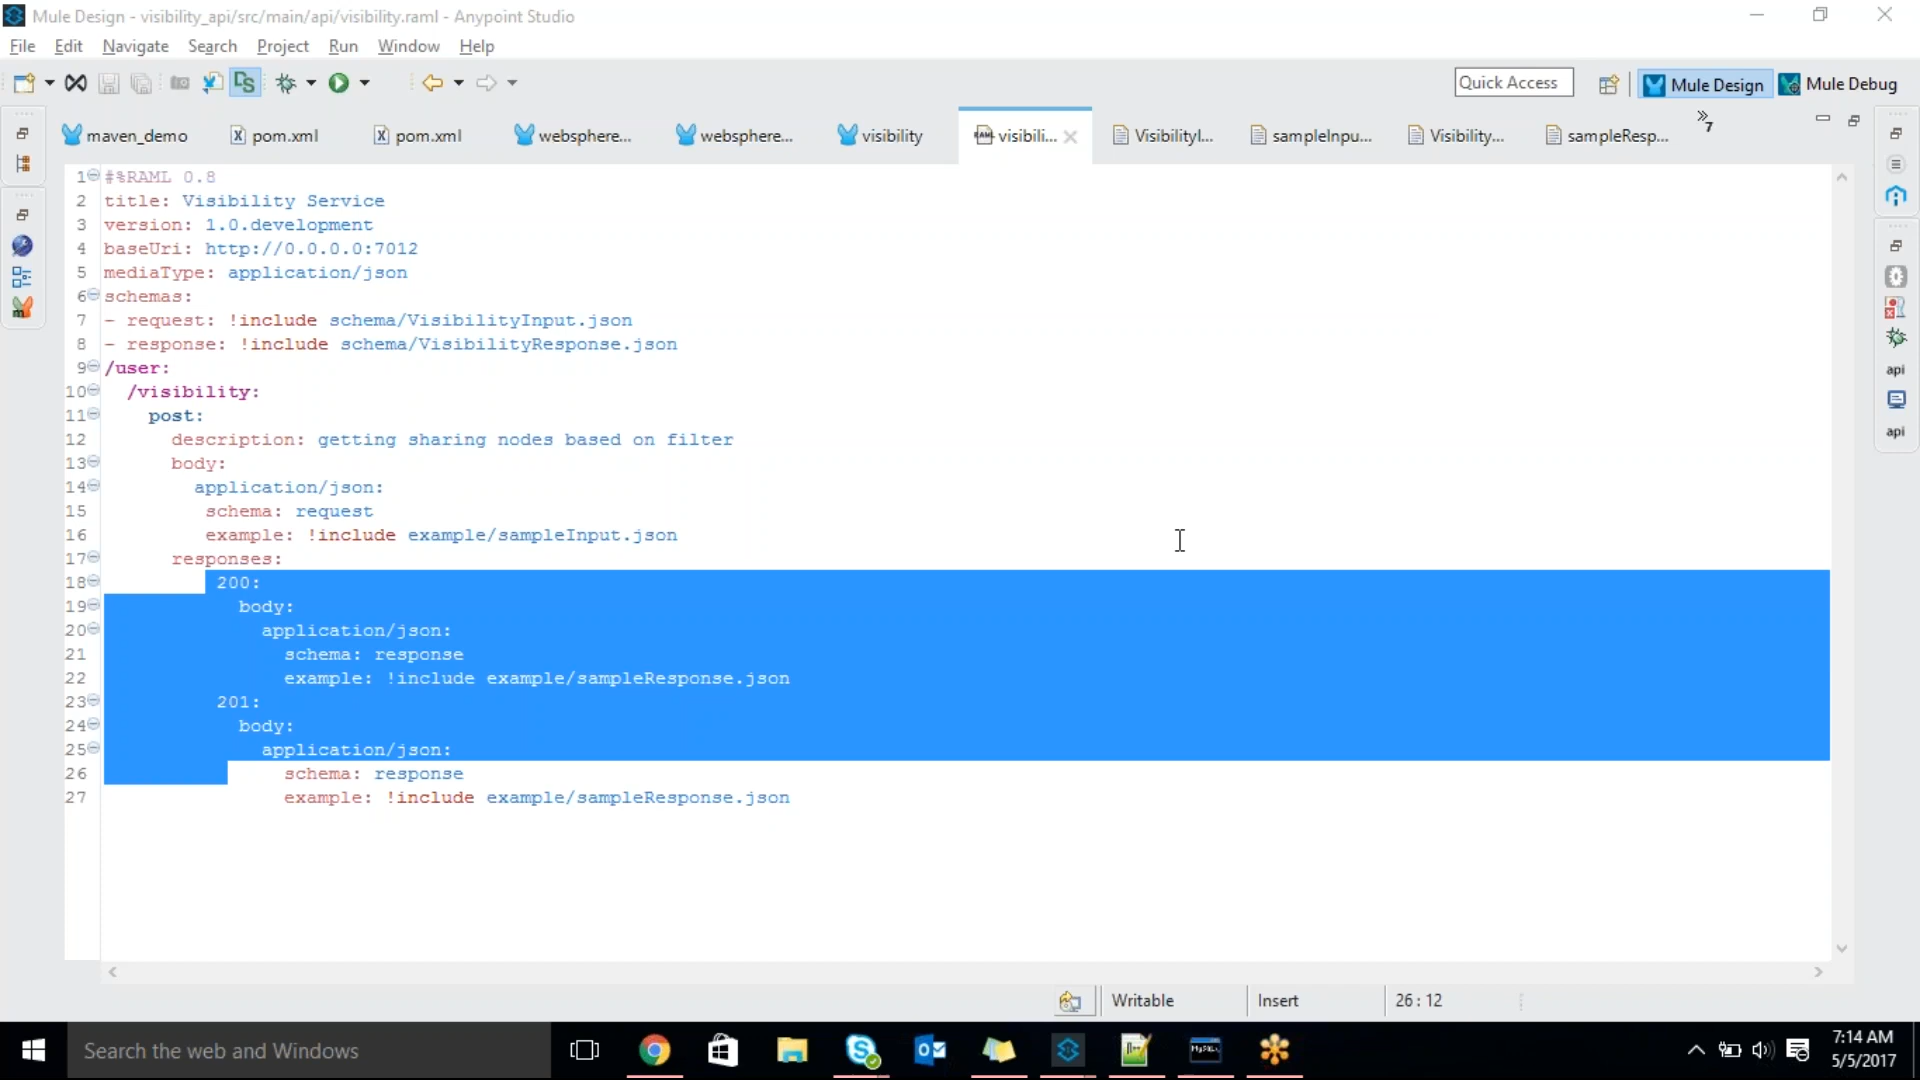 Mule Design - visibility_api/src/main/api/visibility.raml - Anypoint Studio
File Edit Navigate Search Project Run Window Help
Quick Access Mule Design Mule Debug
maven_demo pom.xml pom.xml websphere... websphere... visibility visibili... VisibilityI... sampleInpu... Visibility... sampleResp... 7
1 #%RAML 0.8
2 title: Visibility Service
3 version: 1.0.development
4 baseUri: http://0.0.0.0:7012
5 mediaType: application/json
6 schemas:
7 - request: !include schema/VisibilityInput.json
8 - response: !include schema/VisibilityResponse.json
9 /user:
10 /visibility:
11 post:
12 description: getting sharing nodes based on filter
13 body:
14 application/json:
15 schema: request
16 example: !include example/sampleInput.json
17 responses:
18 200:
19 body:
20 application/json:
21 schema: response
22 example: !include example/sampleResponse.json
23 201:
24 body:
25 application/json:
26 schema: response
27 example: !include example/sampleResponse.json
api
api
Writable Insert 26 : 12
Search the web and Windows
7:14 AM
5/5/2017